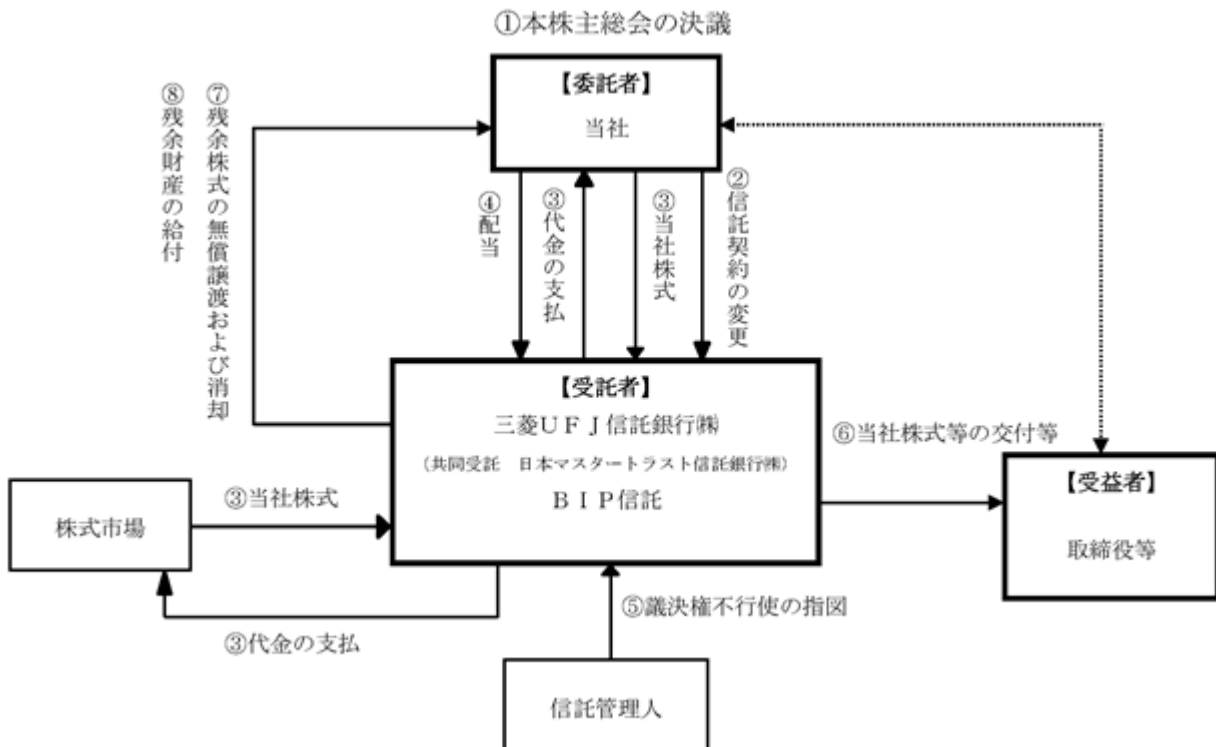 ①本株主総会の決議
【委託者】
当社
⑧残余財産の給付
⑦残余株式の無償譲渡および消却
④配当
③代金の支払
③当社株式
②信託契約の変更
【受託者】
三菱UFJ信託銀行㈱
(共同受託　日本マスタートラスト信託銀行㈱)
BIP信託
⑥当社株式等の交付等
【受益者】
取締役等
株式市場
③当社株式
③代金の支払
⑤議決権不行使の指図
信託管理人